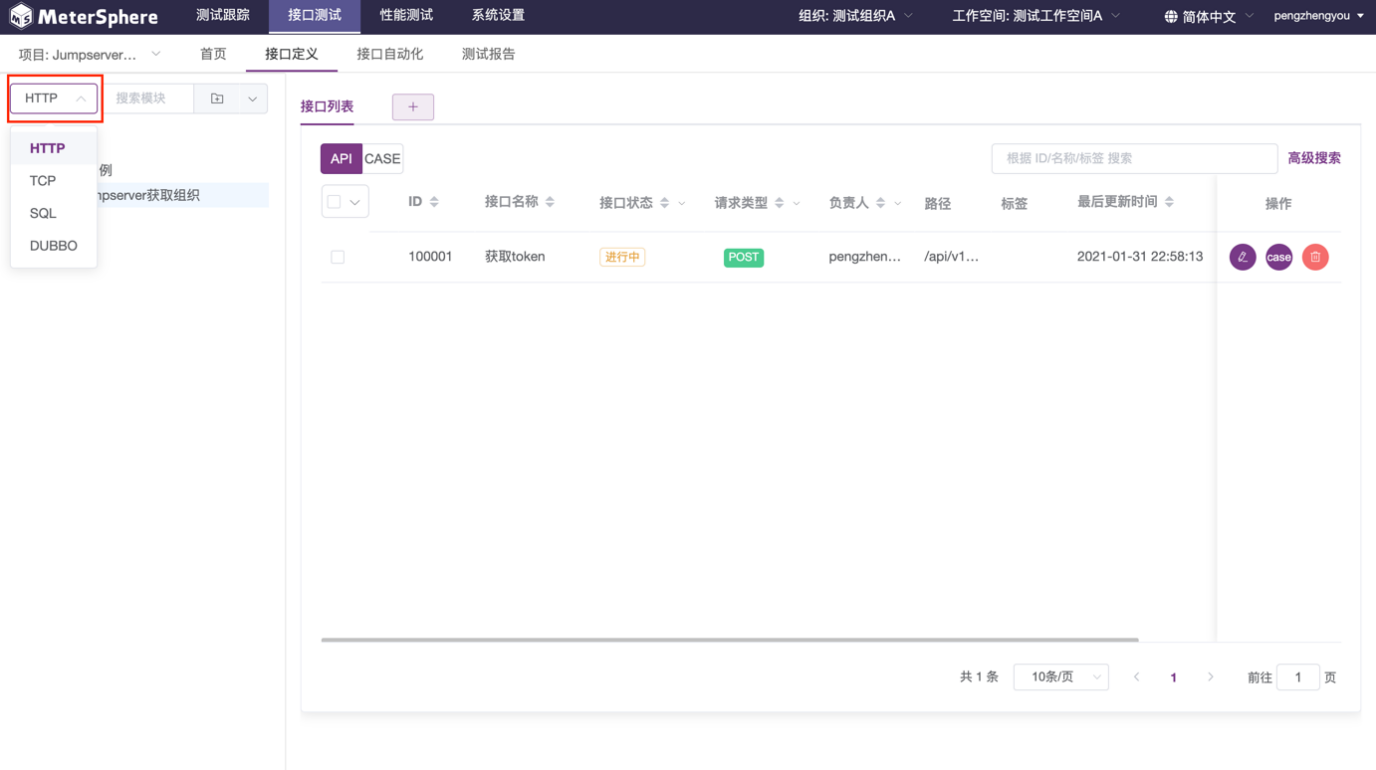 MeterSphere 测试跟踪 接口测试 性能测试 系统设置 组织: 测试组织A 工作空间: 测试工作空间A 简体中文 pengzhengyou
项目: Jumpserver... 首页 接口定义 接口自动化 测试报告
HTTP 搜索模块
HTTP
TCP
SQL
DUBBO
例
npserver获取组织
接口列表 +
API CASE 根据 ID/名称/标签 搜索 高级搜索
ID 接口名称 接口状态 请求类型 负责人 路径 标签 最后更新时间 操作
100001 获取token 进行中 POST pengzhen... /api/v1... 2021-01-31 22:58:13 case
共 1 条 10条/页 1 前往 1 页